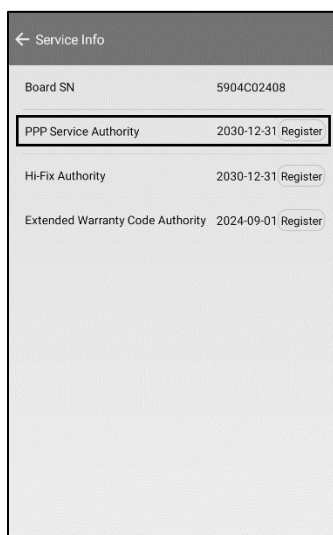 ← Service Info
Board SN 5904C02408
PPP Service Authority 2030-12-31 Register
Hi-Fix Authority 2030-12-31 Register
Extended Warranty Code Authority 2024-09-01 Register